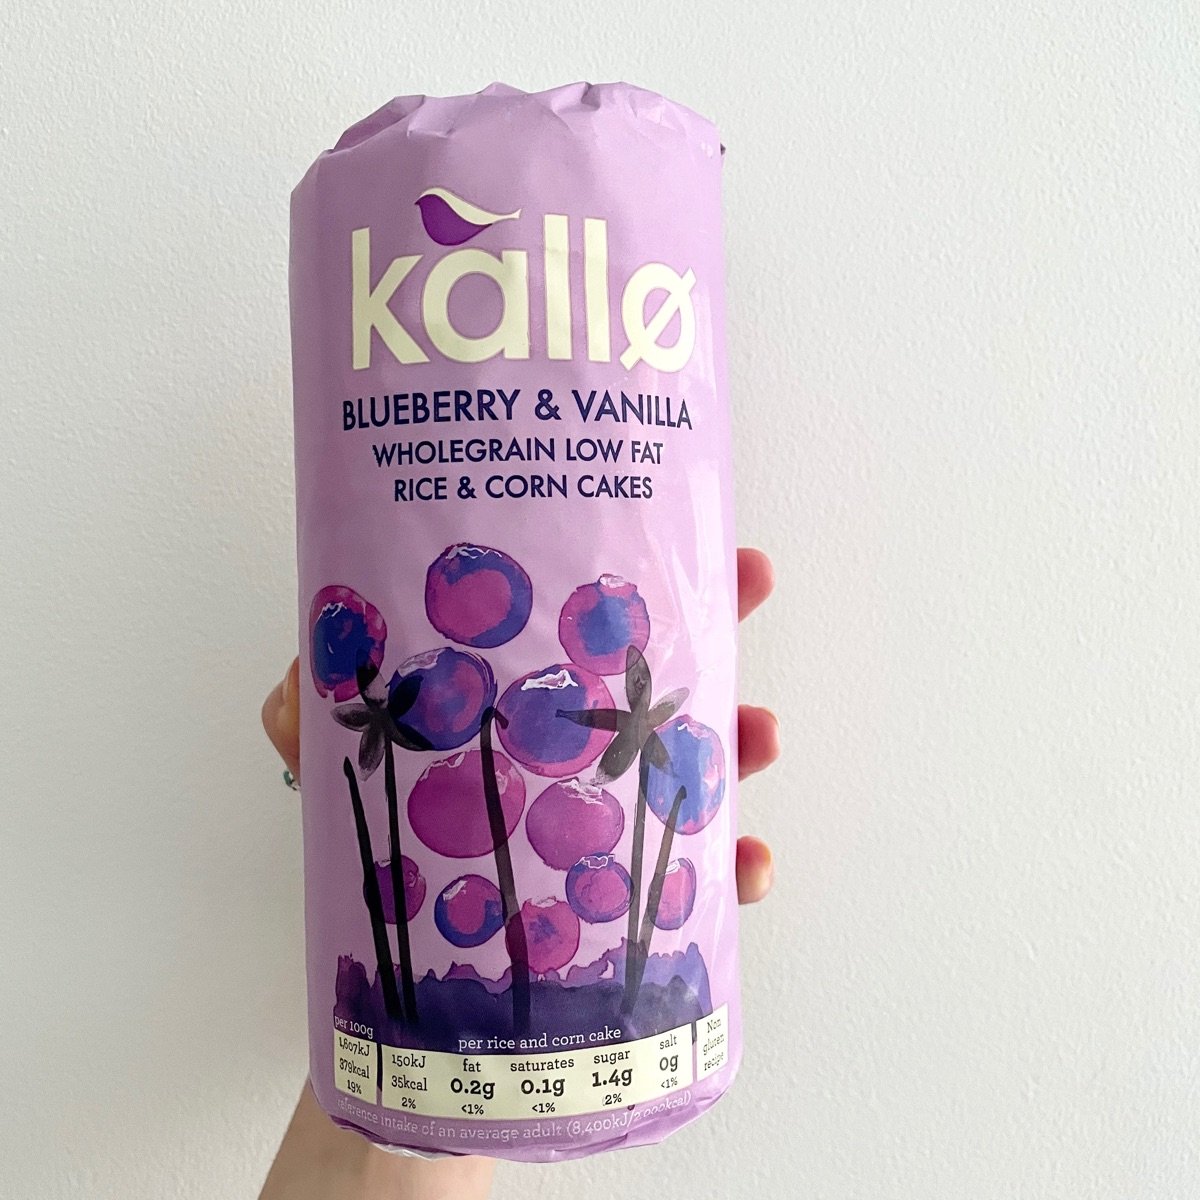 kallø
BLUEBERRY & VANILLA
WHOLEGRAIN LOW FAT
RICE & CORN CAKES
per 100g
1,607kJ
379kcal
19%
per rice and corn cake
150kJ
35kcal
2%
fat
0.2g
<1%
saturates
0.1g
<1%
sugar
1.4g
2%
salt
0g
<1%
Non
gluten
recipe
reference intake of an average adult (8,400kJ/2,000kcal)